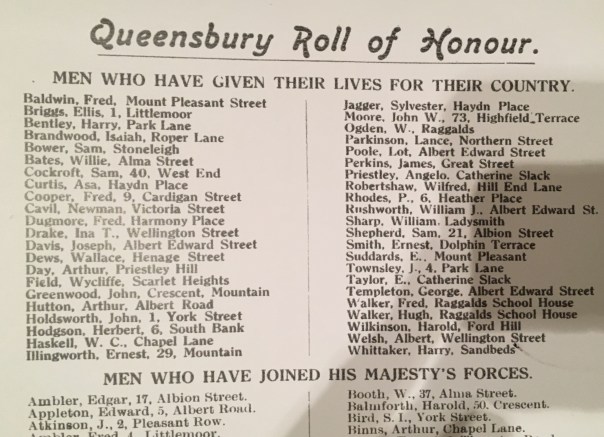 Queensbury Roll of Honour.
MEN WHO HAVE GIVEN THEIR LIVES FOR THEIR COUNTRY.
Baldwin, Fred, Mount Pleasant Street
Briggs, Ellis, 1, Littlemoor
Bentley, Harry, Park Lane
Brandwood, Isaiah, Roper Lane
Bower, Sam, Stoneleigh
Bates, Willie, Alma Street
Cockroft, Sam, 40, West End
Curtis, Asa, Haydn Place
Cooper, Fred, 9, Cardigan Street
Cavil, Newman, Victoria Street
Dugmore, Fred, Harmony Place
Drake, Ina T., Wellington Street
Davis, Joseph, Albert Edward Street
Dews, Wallace, Henage Street
Day, Arthur, Priestley Hill
Field, Wycliffe, Scarlet Heights
Greenwood, John, Crescent, Mountain
Hutton, Arthur, Albert Road
Holdsworth, John, 1, York Street
Hodgson, Herbert, 6, South Bank
Haskell, W. C., Chapel Lane
Illingworth, Ernest, 29, Mountain
Jagger, Sylvester, Haydn Place
Moore, John W., 73, Highfield Terrace
Ogden, W., Raggalds
Parkinson, Lance, Northern Street
Poole, Lot, Albert Edward Street
Perkins, James, Great Street
Priestley, Angelo. Catherine Slack
Robertshaw, Wilfred, Hill End Lane
Rhodes, P., 6, Heather Place
Rushworth, William J., Albert Edward St.
Sharp, William. Ladysmith
Shepherd, Sam, 21, Albion Street
Smith, Ernest, Dolphin Terrace
Suddards, E., Mount Pleasant
Townsley, J., 4, Park Lane
Taylor, E., Catherine Slack
Templeton, George, Albert Edward Street
Walker, Fred, Raggalds School House
Walker, Hugh, Raggalds School House
Wilkinson, Harold, Ford Hill
Welsh, Albert, Wellington Street
Whittaker, Harry, Sandbeds
MEN WHO HAVE JOINED HIS MAJESTY'S FORCES.
Ambler, Edgar, 17, Albion Street.
Appleton, Edward, 5, Albert Road.
Atkinson, J., 2, Pleasant Row.
Ambler, Fred, 4, Littlemoor.
Booth, W., 37, Alma Street.
Balmforth, Harold, 50, Crescent.
Bird, S. I., York Street.
Binns, Arthur, Chapel Lane.